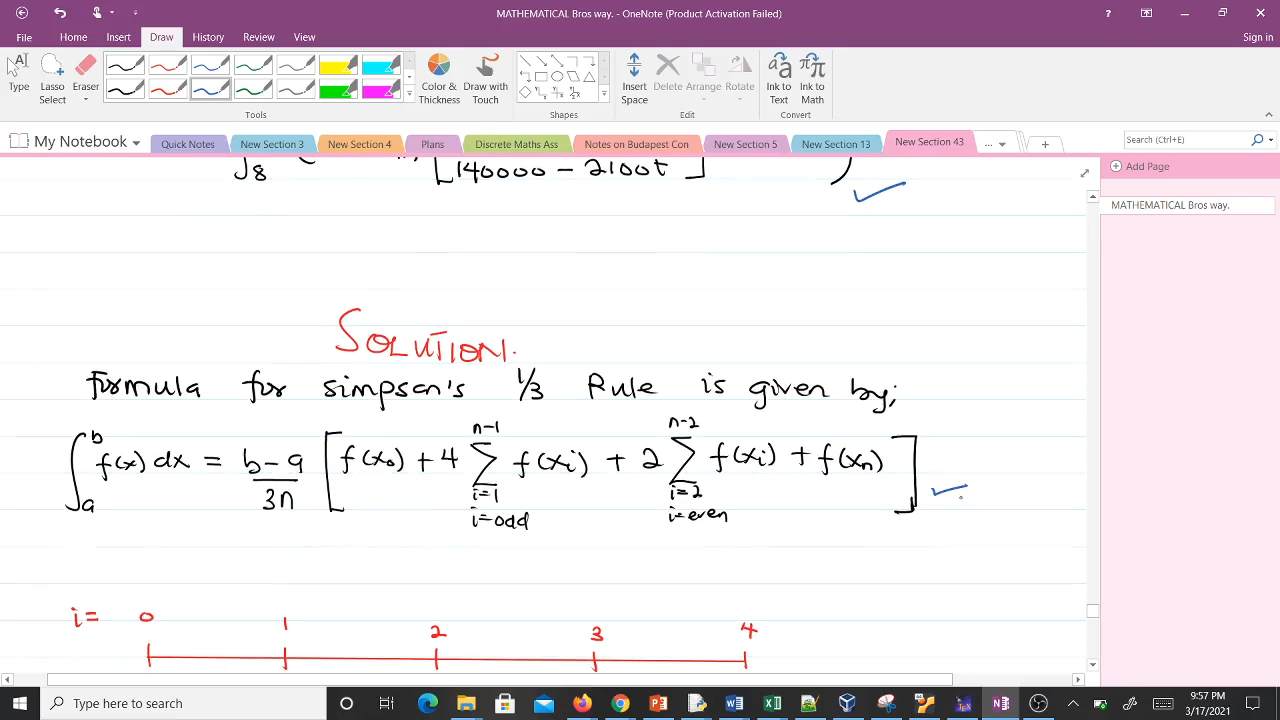 MATHEMATICAL Bros way. - OneNote (Product Activation Failed)
File Home Insert Draw History Review View Sign in
Type Lasso Select Eraser Color & Thickness Draw with Touch Insert Space Delete Arrange Rotate Ink to Text Ink to Math
Tools Shapes Edit Convert
My Notebook Quick Notes New Section 3 New Section 4 Plans Discrete Maths Ass Notes on Budapest Con New Section 5 New Section 13 New Section 43 ... Search (Ctrl+E)
Add Page
MATHEMATICAL Bros way.
∫8 [140000 - 2100t]
SOLUTION.
Formula for simpson's 1/3 Rule is given by;
∫_a^b f(x) dx = (b-a)/3n [f(x₀) + 4 ∑_{i=1, i=odd}^{n-1} f(xi) + 2 ∑_{i=2, i=even}^{n-2} f(xi) + f(xn)]
i= 0 1 2 3 4
Type here to search
9:57 PM
3/17/2021